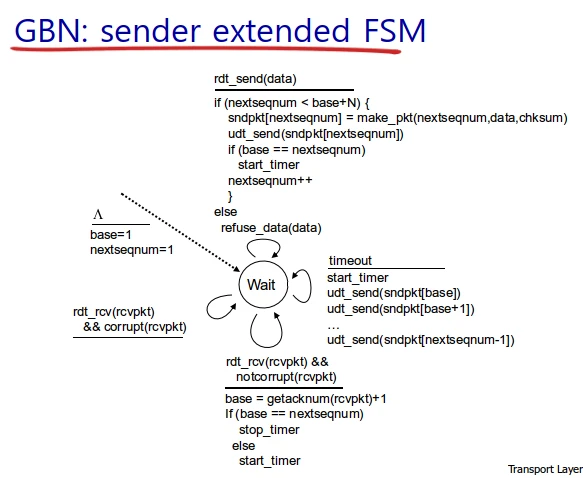 GBN: sender extended FSM
rdt_send(data)
if (nextseqnum < base+N) {
sndpkt[nextseqnum] = make_pkt(nextseqnum,data,chksum)
udt_send(sndpkt[nextseqnum])
if (base == nextseqnum)
start_timer
nextseqnum++
}
else
refuse_data(data)
Λ
base=1
nextseqnum=1
Wait
timeout
start_timer
udt_send(sndpkt[base])
udt_send(sndpkt[base+1])
…
udt_send(sndpkt[nextseqnum-1])
rdt_rcv(rcvpkt)
&& corrupt(rcvpkt)
rdt_rcv(rcvpkt) &&
notcorrupt(rcvpkt)
base = getacknum(rcvpkt)+1
If (base == nextseqnum)
stop_timer
else
start_timer
Transport Layer